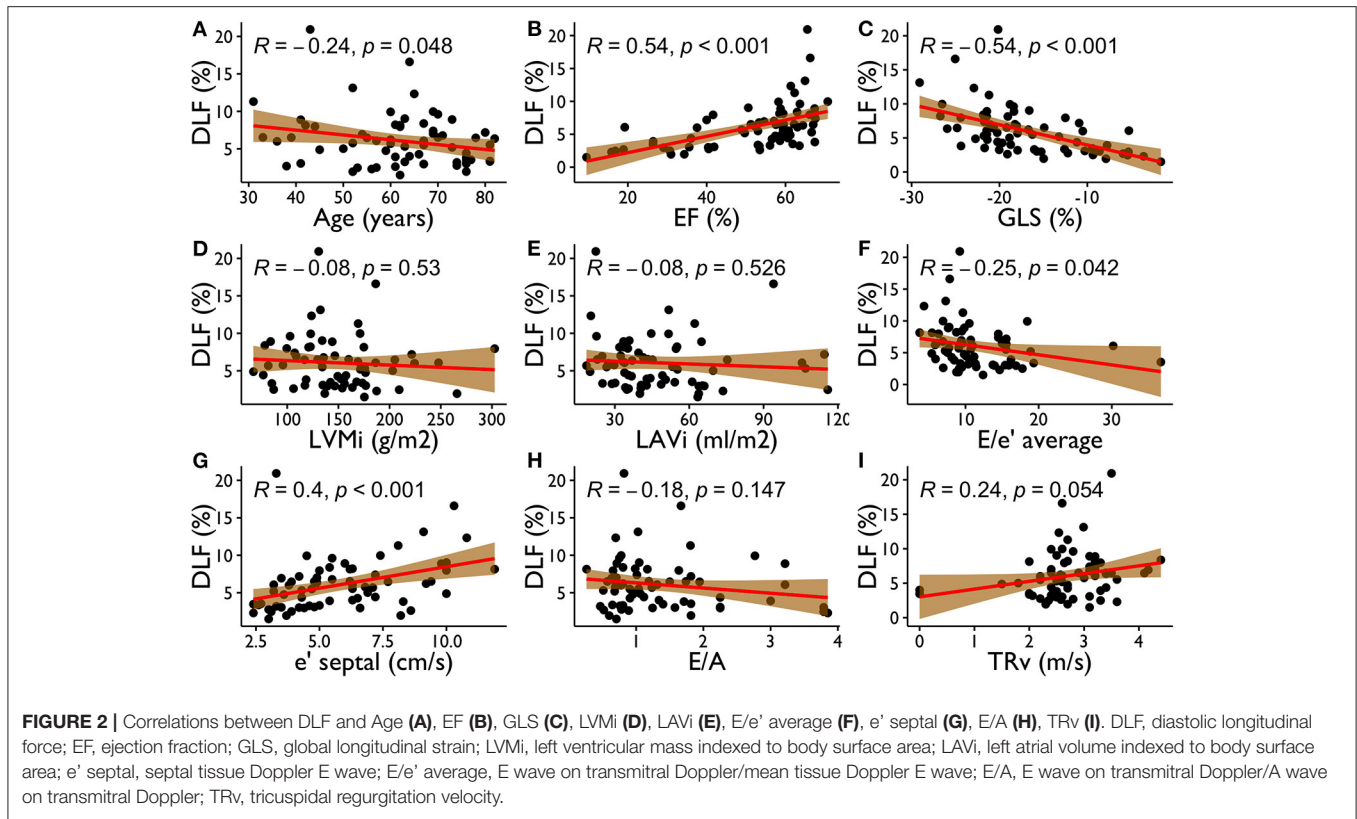 A
R = −0.24, p = 0.048
DLF (%)
20
15
10
5
30 40 50 60 70 80
Age (years)
B
R = 0.54, p < 0.001
DLF (%)
20
15
10
5
0
20 40 60
EF (%)
C
R = −0.54, p < 0.001
DLF (%)
20
15
10
5
0
-30 -20 -10
GLS (%)
D
R = −0.08, p = 0.53
DLF (%)
20
15
10
5
100 150 200 250 300
LVMi (g/m2)
E
R = −0.08, p = 0.526
DLF (%)
20
15
10
5
30 60 90 120
LAVi (ml/m2)
F
R = −0.25, p = 0.042
DLF (%)
20
15
10
5
0
10 20 30
E/e' average
G
R = 0.4, p < 0.001
DLF (%)
20
15
10
5
2.5 5.0 7.5 10.0
e' septal (cm/s)
H
R = −0.18, p = 0.147
DLF (%)
20
15
10
5
1 2 3 4
E/A
I
R = 0.24, p = 0.054
DLF (%)
20
15
10
5
0
0 1 2 3 4
TRv (m/s)
FIGURE 2 | Correlations between DLF and Age (A), EF (B), GLS (C), LVMi (D), LAVi (E), E/e' average (F), e' septal (G), E/A (H), TRv (I). DLF, diastolic longitudinal
force; EF, ejection fraction; GLS, global longitudinal strain; LVMi, left ventricular mass indexed to body surface area; LAVi, left atrial volume indexed to body surface
area; e' septal, septal tissue Doppler E wave; E/e' average, E wave on transmitral Doppler/mean tissue Doppler E wave; E/A, E wave on transmitral Doppler/A wave
on transmitral Doppler; TRv, tricuspidal regurgitation velocity.